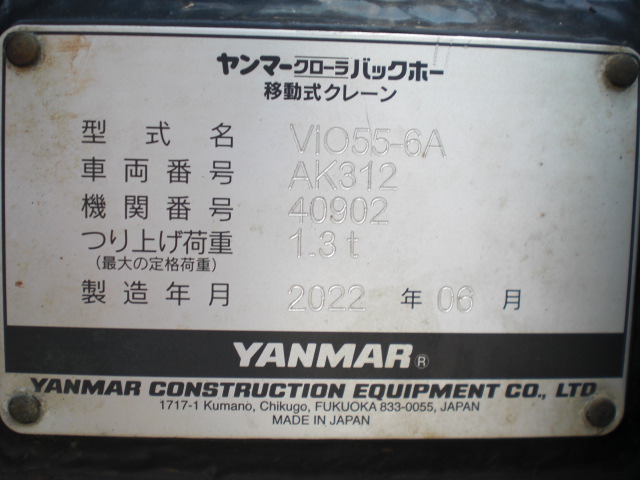 ヤンマークローラバックホー
移動式クレーン
型式名 ViO55-6A
車両番号 AK312
機関番号 40902
つり上げ荷重 1.3t
(最大の定格荷重)
製造年月 2022 年 06 月
YANMAR®
YANMAR CONSTRUCTION EQUIPMENT CO., LTD
1717-1 Kumano, Chikugo, FUKUOKA 833-0055, JAPAN
MADE IN JAPAN